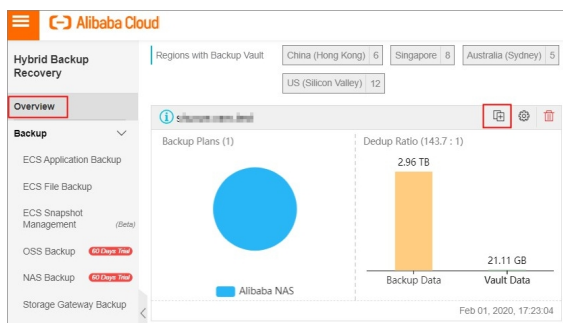 Alibaba Cloud
Hybrid Backup
Recovery
Overview
Backup
ECS Application Backup
ECS File Backup
ECS Snapshot
Management (Beta)
OSS Backup 60 Days Trial
NAS Backup 60 Days Trial
Storage Gateway Backup
Regions with Backup Vault China (Hong Kong) 6 Singapore 8 Australia (Sydney) 5
US (Silicon Valley) 12
Backup Plans (1)
Alibaba NAS
Dedup Ratio (143.7 : 1)
2.96 TB
21.11 GB
Backup Data Vault Data
Feb 01, 2020, 17:23:04